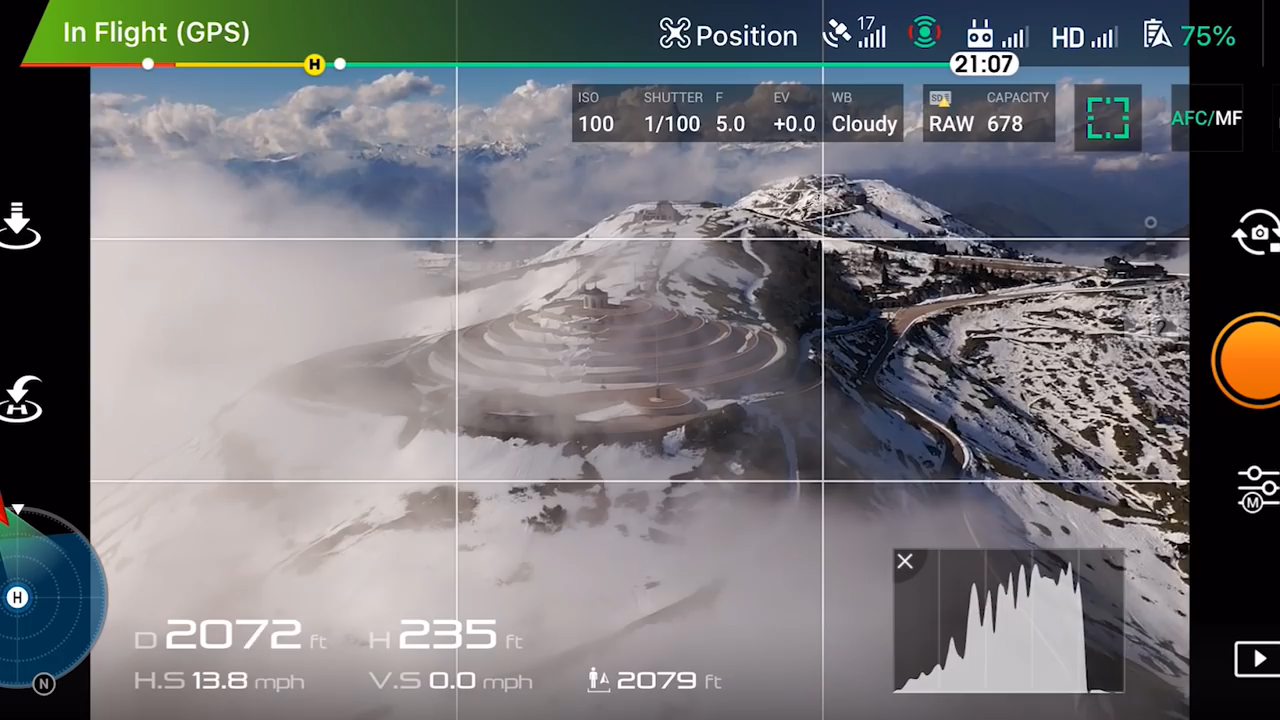 In Flight (GPS)
Position
17
HD
75%
H
21:07
ISO
SHUTTER
F
EV
WB
CAPACITY
100
1/100
5.0
+0.0
Cloudy
RAW
678
SD
AFC/MF
H
M
H
N
D 2072 ft
H 235 ft
H.S 13.8 mph
V.S 0.0 mph
2079 ft